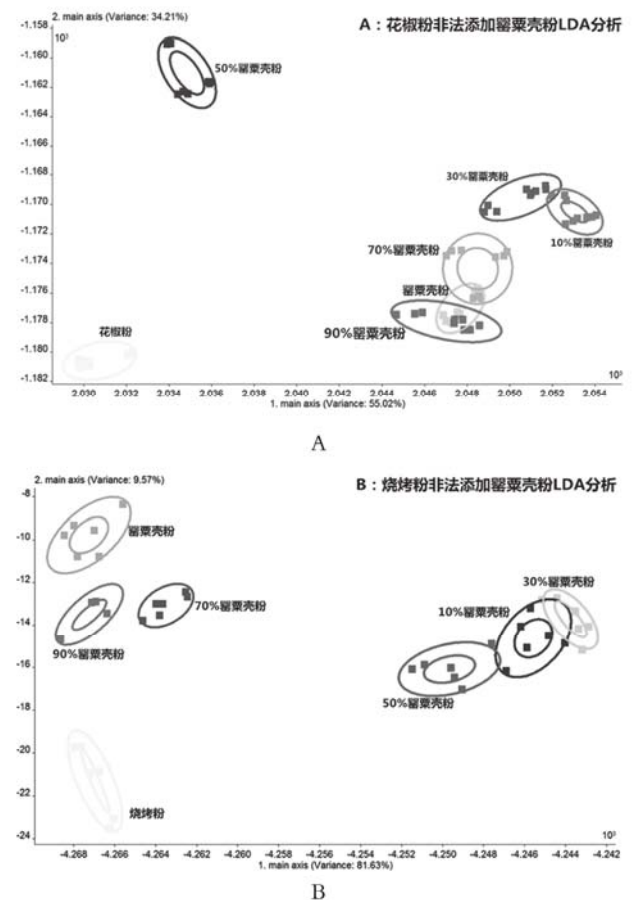 2. main axis (Variance: 34.21%)
A：花椒粉非法添加罂粟壳粉LDA分析
-1.158
10³
-1.160
50%罂粟壳粉
-1.162
-1.164
-1.166
-1.168
30%罂粟壳粉
-1.170
-1.172
70%罂粟壳粉
10%罂粟壳粉
-1.174
罂粟壳粉
-1.176
-1.178
花椒粉
90%罂粟壳粉
-1.180
-1.182
10³
2.030 2.032 2.034 2.036 2.038 2.040 2.042 2.044 2.046 2.048 2.050 2.052 2.054
1. main axis (Variance: 55.02%)
A
2. main axis (Variance: 9.57%)
B：烧烤粉非法添加罂粟壳粉LDA分析
-8
罂粟壳粉
-10
-12
30%罂粟壳粉
70%罂粟壳粉
10%罂粟壳粉
-14
90%罂粟壳粉
-16
50%罂粟壳粉
-18
-20
-22
烧烤粉
-24
10³
-4.268 -4.266 -4.264 -4.262 -4.260 -4.258 -4.256 -4.254 -4.252 -4.250 -4.248 -4.246 -4.244 -4.242
1. main axis (Variance: 81.63%)
B